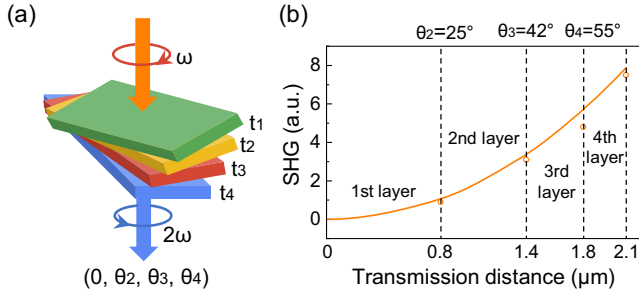 (a)
ω
t1
t2
t3
t4
2ω
(0, θ2, θ3, θ4)
(b)
θ2=25°
θ3=42°
θ4=55°
8
6
4
2
0
SHG (a.u.)
1st layer
2nd layer
3rd
layer
4th
layer
0
0.8
1.4
1.8
2.1
Transmission distance (μm)